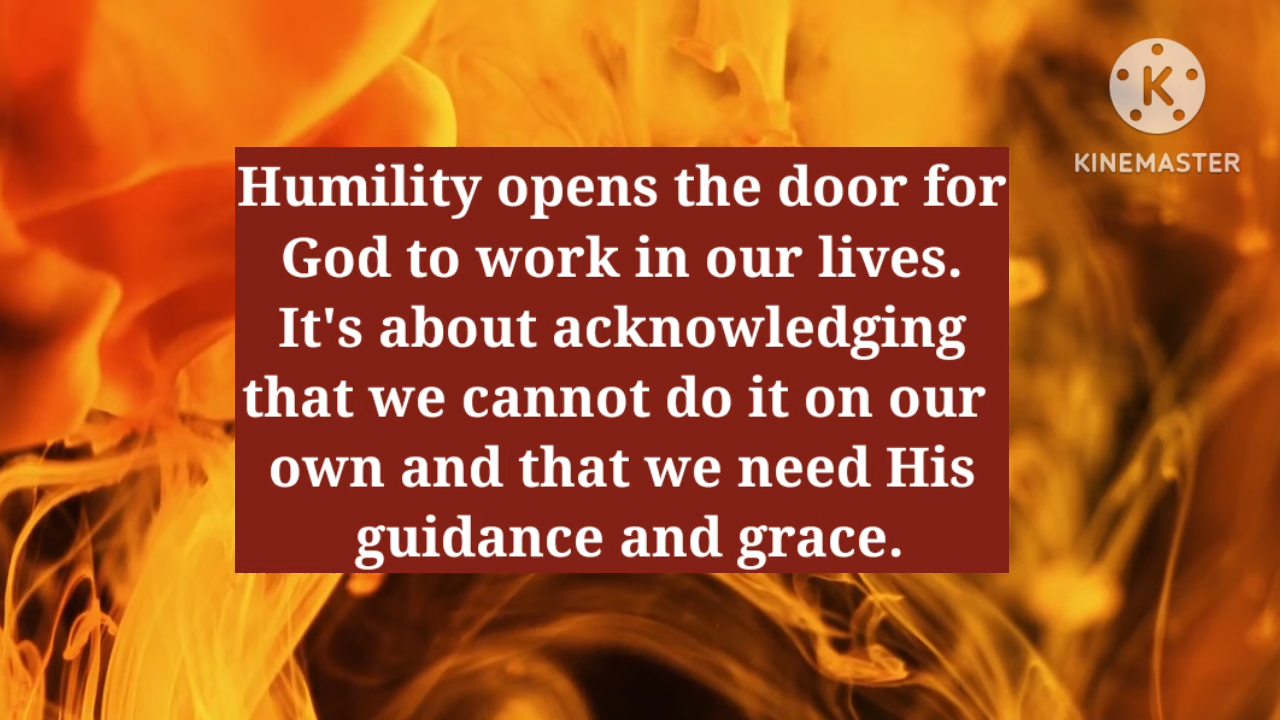 KINEMASTER
Humility opens the door for
God to work in our lives.
It's about acknowledging
that we cannot do it on our
own and that we need His
guidance and grace.